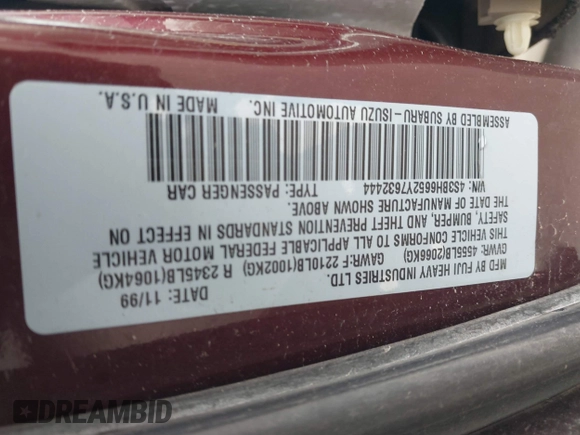 MFD BY FUJI HEAVY INDUSTRIES LTD. DATE: 11/99
GVWR: 4555LB(2066KG) GAWR:F 2210LB(1002KG) R 2345LB(1064KG)
THIS VEHICLE CONFORMS TO ALL APPLICABLE FEDERAL MOTOR VEHICLE
SAFETY, BUMPER, AND THEFT PREVENTION STANDARDS IN EFFECT ON
THE DATE OF MANUFACTURE SHOWN ABOVE.
VIN: 4S3BH6652Y7632444 TYPE: PASSENGER CAR
ASSEMBLED BY SUBARU-ISUZU AUTOMOTIVE INC. MADE IN U.S.A.
DREAMBID